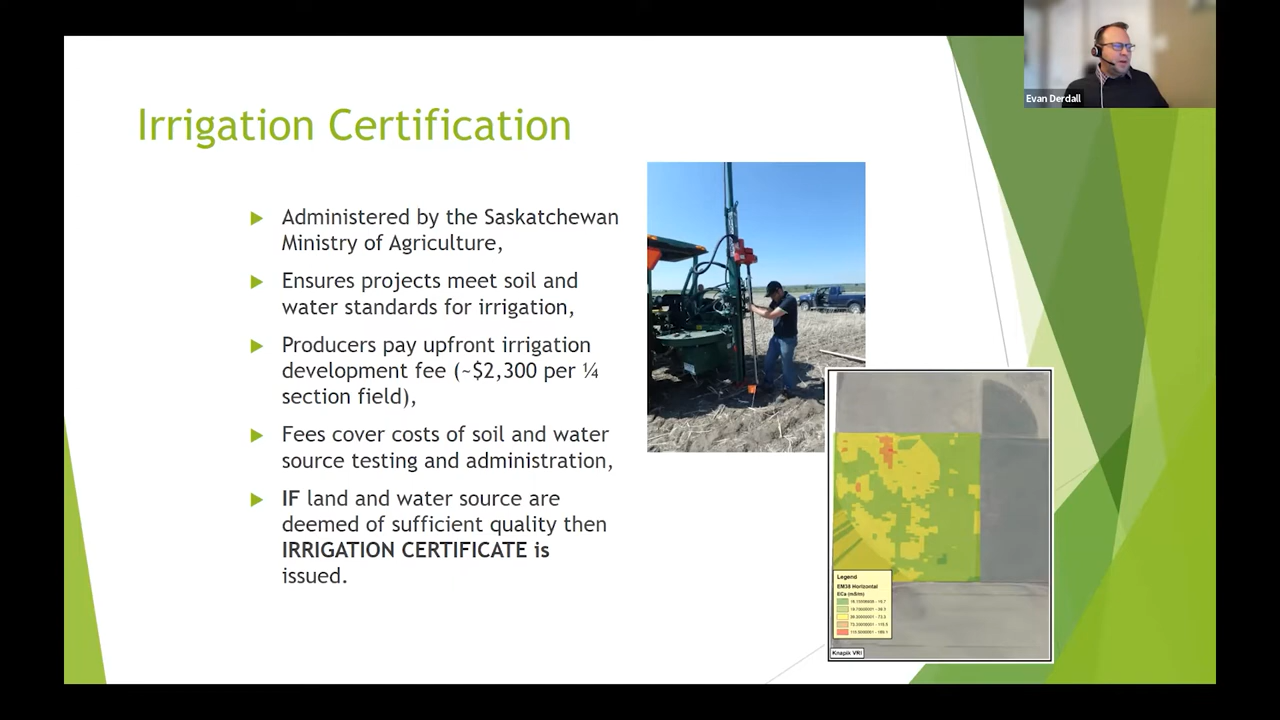 Evan Derdall
Irrigation Certification
Administered by the Saskatchewan
Ministry of Agriculture,
Ensures projects meet soil and
water standards for irrigation,
Producers pay upfront irrigation
development fee (~$2,300 per ¼
section field),
Fees cover costs of soil and water
source testing and administration,
IF land and water source are
deemed of sufficient quality then
IRRIGATION CERTIFICATE is
issued.
Legend
EM38 Horizontal
ECa (mS/m)
Knapik VRI